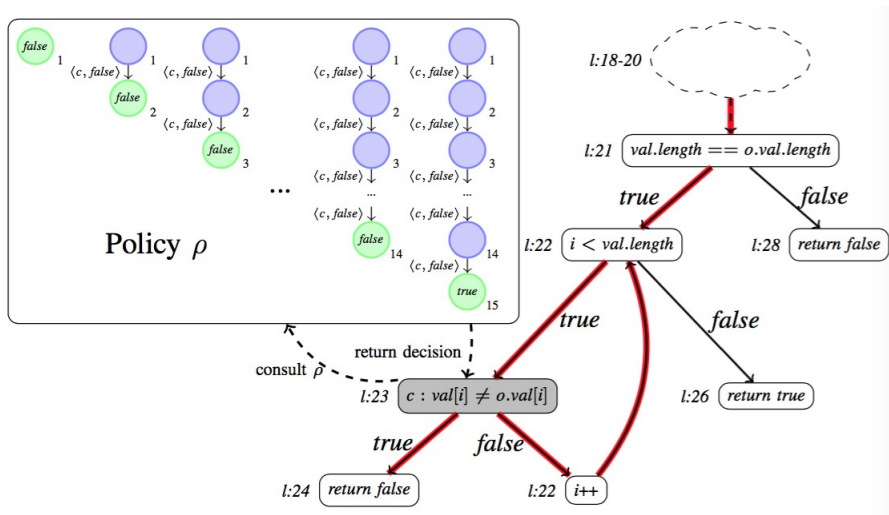 false 1
1
⟨c, false⟩
false
2
1
⟨c, false⟩
2
⟨c, false⟩
false
3
...
1
⟨c, false⟩
2
⟨c, false⟩
3
⟨c, false⟩
...
⟨c, false⟩
false
14
1
⟨c, false⟩
2
⟨c, false⟩
3
⟨c, false⟩
...
⟨c, false⟩
14
⟨c, false⟩
true
15
Policy ρ
consult ρ
return decision
l:18-20
l:21 val.length == o.val.length
true
false
l:22 i < val.length
l:28 return false
true
false
l:23 c : val[i] ≠ o.val[i]
l:26 return true
true
false
l:24 return false
l:22 i++